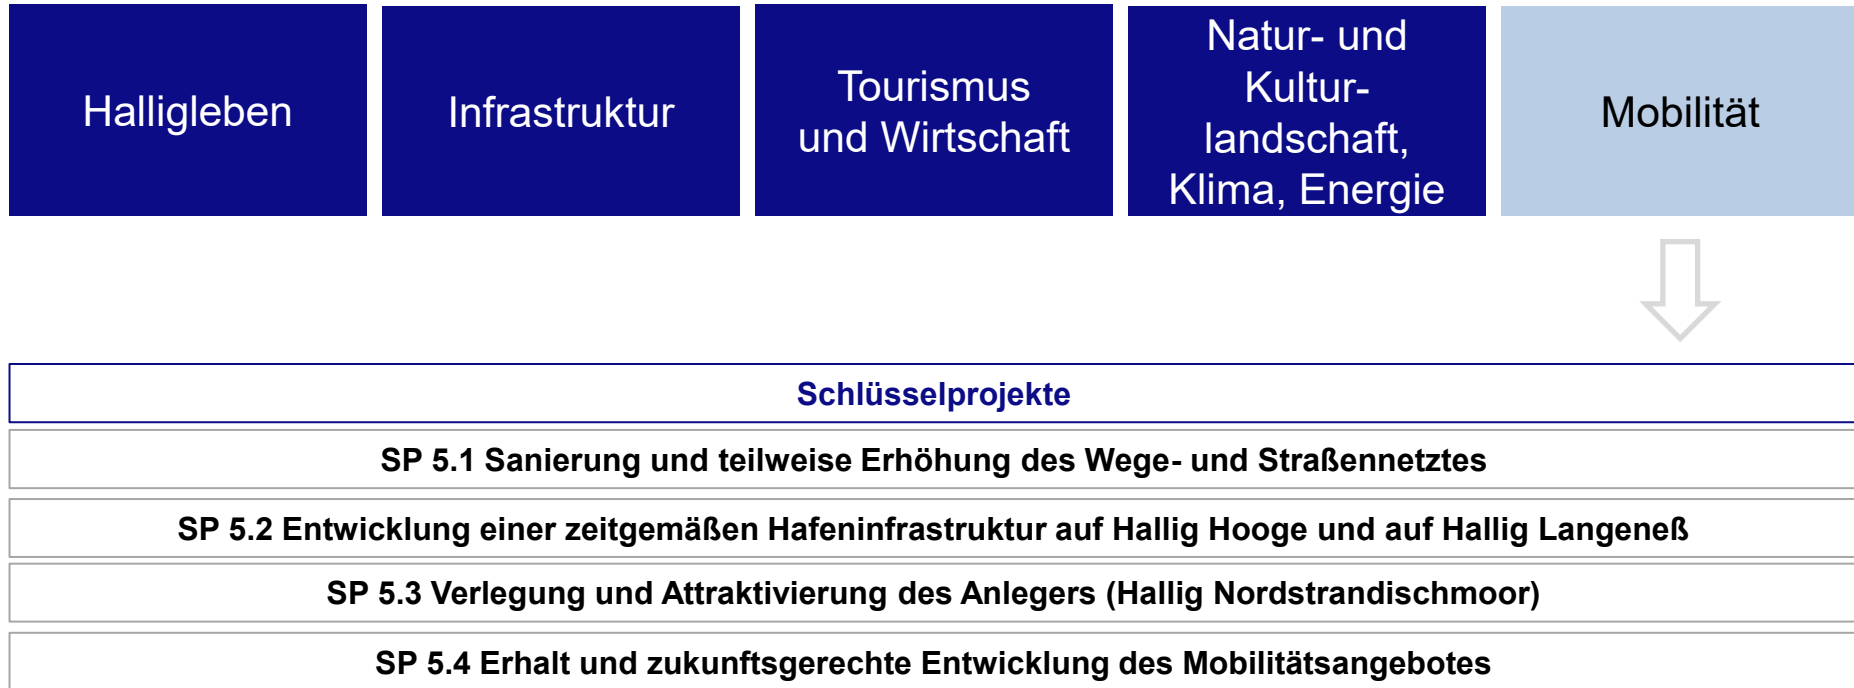 Halligleben
Infrastruktur
Tourismus
und Wirtschaft
Natur- und
Kultur-
landschaft,
Klima, Energie
Mobilität
Schlüsselprojekte
SP 5.1 Sanierung und teilweise Erhöhung des Wege- und Straßennetztes
SP 5.2 Entwicklung einer zeitgemäßen Hafeninfrastruktur auf Hallig Hooge und auf Hallig Langeneß
SP 5.3 Verlegung und Attraktivierung des Anlegers (Hallig Nordstrandischmoor)
SP 5.4 Erhalt und zukunftsgerechte Entwicklung des Mobilitätsangebotes